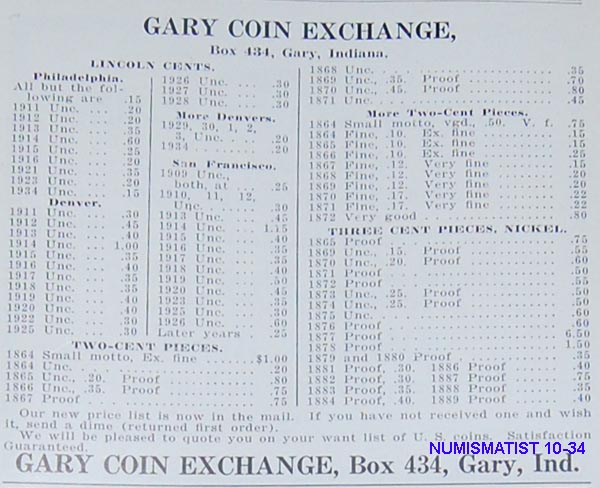 GARY COIN EXCHANGE,
Box 434, Gary, Indiana.
LINCOLN CENTS.
Philadelphia.
All but the fol-
lowing are .15
1911 Unc. ... .20
1912 Unc. ... .20
1913 Unc. ... .35
1914 Unc. ... .60
1915 Unc. ... .25
1916 Unc. ... .20
1921 Unc. ... .35
1923 Unc. ... .20
1934 Unc. ... .15
Denver.
1911 Unc. ... .30
1912 Unc. ... .45
1913 Unc. ... .40
1914 Unc. ... 1.00
1915 Unc. ... .35
1916 Unc. ... .40
1917 Unc. ... .35
1918 Unc. ... .35
1919 Unc. ... .40
1920 Unc. ... .40
1922 Unc. ... .30
1925 Unc. ... .30
1926 Unc. ... .30
1927 Unc. ... .30
1928 Unc. ... .30
More Denvers.
1929, 30, 1, 2,
3, Unc. ... .20
1934 ... .20
San Francisco.
1909 Unc.,
both, at ... .25
1910, 11, 12,
Unc. ... .30
1913 Unc. ... .45
1914 Unc. ... 1.15
1915 Unc. ... .40
1916 Unc. ... .35
1917 Unc. ... .35
1918 Unc. ... .40
1919 Unc. ... .50
1920 Unc. ... .45
1923 Unc. ... .35
1925 Unc. ... .30
1926 Unc. ... .60
Later years . .25
TWO-CENT PIECES.
1864 Small motto, Ex. fine ..... $1.00
1864 Unc. ... .20
1865 Unc., .20. Proof ... .80
1866 Unc., .35. Proof ... .75
1867 Proof ... .75
1868 Unc. ... .35
1869 Unc., .35. Proof ... .70
1870 Unc., .45. Proof ... .80
1871 Unc. ... .45
More Two-Cent Pieces.
1864 Small motto, Vgd., .50. V. f. .75
1864 Fine, .10. Ex. fine ... .15
1865 Fine, .10. Ex. fine ... .15
1866 Fine, .10. Ex. fine ... .25
1867 Fine, .12. Very fine ... .15
1868 Fine, .12. Very fine ... .20
1869 Fine, .12. Very fine ... .20
1870 Fine, .17. Very fine ... .22
1871 Fine, .17. Very fine ... .22
1872 Very good ... .80
THREE CENT PIECES, NICKEL.
1865 Proof ... .75
1869 Unc., .15. Proof ... .55
1870 Unc., .20. Proof ... .60
1871 Proof ... .50
1872 Proof ... .55
1873 Unc., .25. Proof ... .50
1874 Unc., .25. Proof ... .50
1875 Unc. ... .60
1876 Proof ... .60
1877 Proof ... 6.50
1878 Proof ... 1.50
1879 and 1880 Proof ... .35
1881 Proof, .30. 1886 Proof .40
1882 Proof, .30. 1887 Proof .75
1883 Proof, .30. 1888 Proof .35
1884 Proof, .40. 1889 Proof .40
Our new price list is now in the mail. If you have not received one and wish
it, send a dime (returned first order).
We will be pleased to quote you on your want list of U. S. coins. Satisfaction
Guaranteed.
NUMISMATIST 10-34
GARY COIN EXCHANGE, Box 434, Gary, Ind.